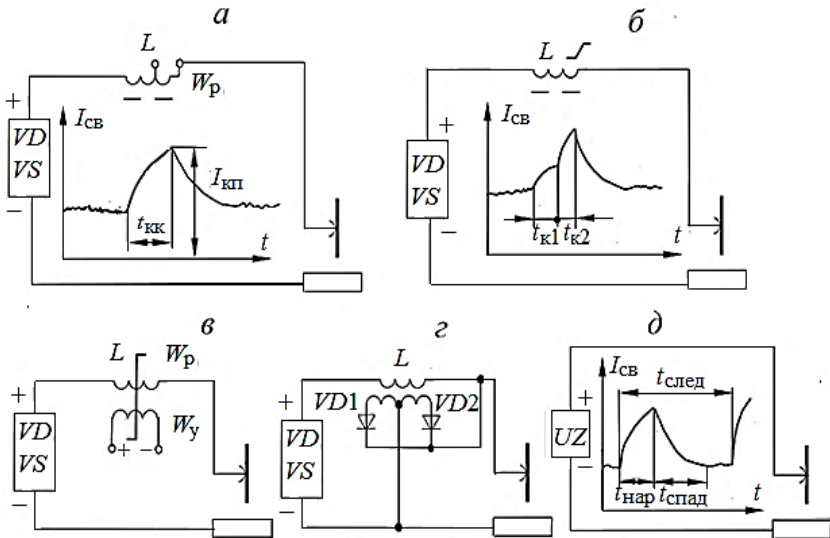 а
б
L
Wр
+
VD
VS
−
Iсв
Iкп
tкк
t
L
+
VD
VS
−
Iсв
tк1
tк2
t
в
г
д
L
Wр
+
VD
VS
−
Wу
+ −
L
+
VD
VS
−
VD1
VD2
Iсв
tслед
+
UZ
−
tнар
tспад
t